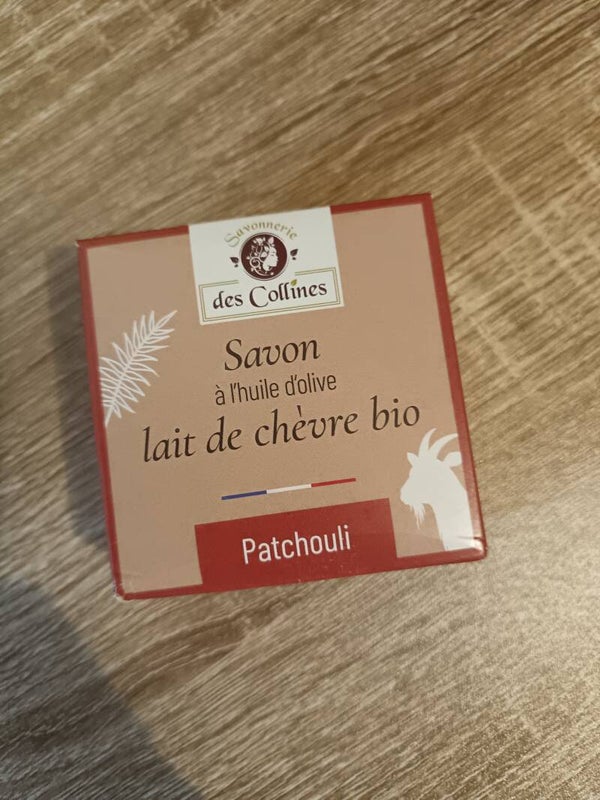 Savonnerie
des Collines
Savon
à l'huile d'olive
lait de chèvre bio
Patchouli